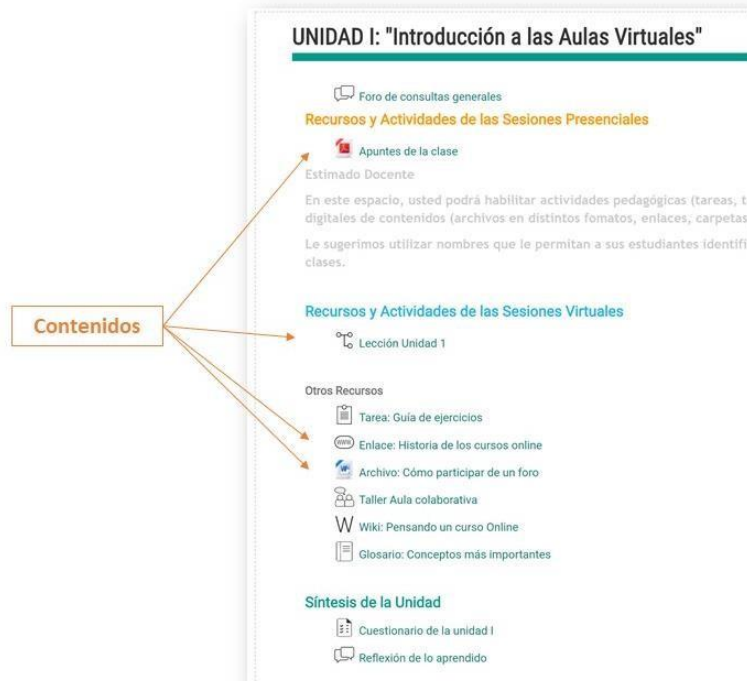 UNIDAD I: "Introducción a las Aulas Virtuales"
Foro de consultas generales
Recursos y Actividades de las Sesiones Presenciales
Apuntes de la clase
Estimado Docente
En este espacio, usted podrá habilitar actividades pedagógicas (tareas, t
digitales de contenidos (archivos en distintos fomatos, enlaces, carpetas
Le sugerimos utilizar nombres que le permitan a sus estudiantes identifi
clases.
Contenidos
Recursos y Actividades de las Sesiones Virtuales
Lección Unidad 1
Otros Recursos
Tarea: Guía de ejercicios
www Enlace: Historia de los cursos online
Archivo: Cómo participar de un foro
Taller Aula colaborativa
W Wiki: Pensando un curso Online
Glosario: Conceptos más importantes
Síntesis de la Unidad
Cuestionario de la unidad I
Reflexión de lo aprendido